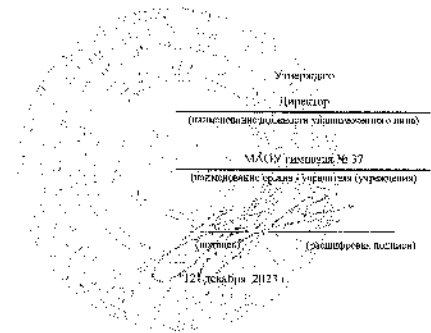 Утверждаю
Директор
(наименование должности уполномоченного лица)
МАОУ гимназия № 37
(наименование органа - учредителя (учреждения)
(подпись) (расшифровка подписи)
"12" декабря 2023 г.